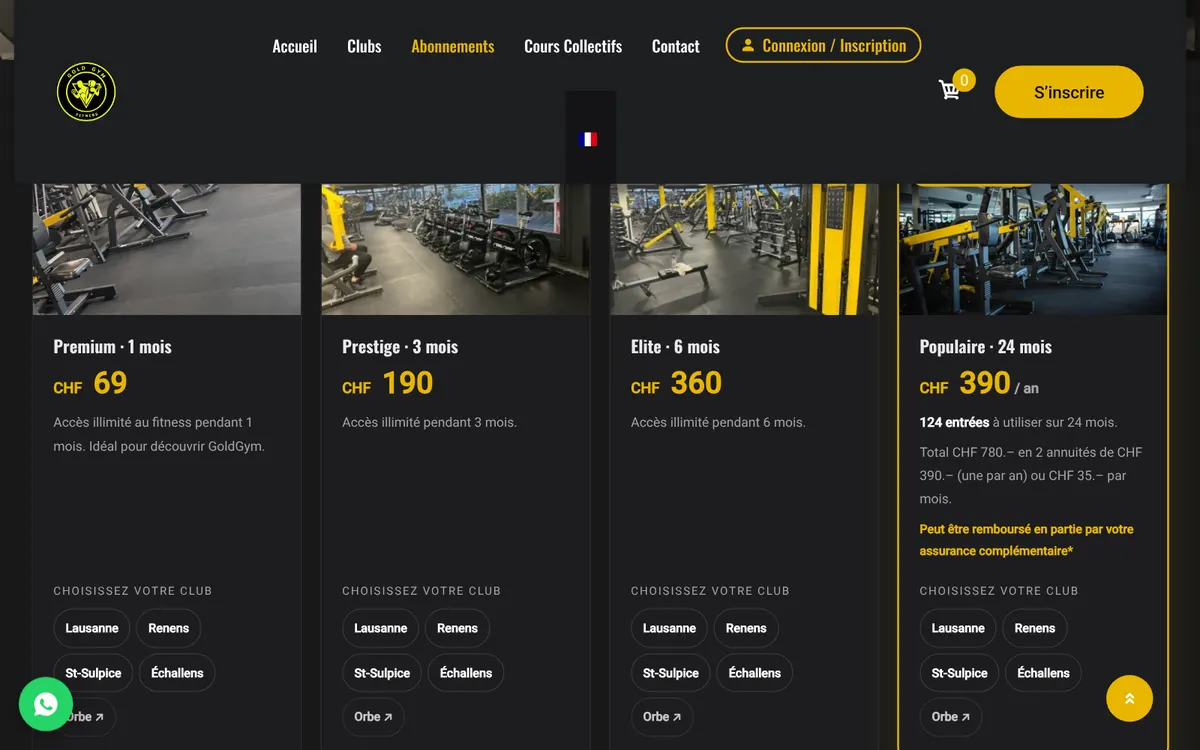 Accueil Clubs Abonnements Cours Collectifs Contact Connexion / Inscription
GOLD GYM
FITNESS
0
S'inscrire
Premium · 1 mois
CHF 69
Accès illimité au fitness pendant 1
mois. Idéal pour découvrir GoldGym.
CHOISISSEZ VOTRE CLUB
Lausanne Renens
St-Sulpice Échallens
Orbe ↗
Prestige · 3 mois
CHF 190
Accès illimité pendant 3 mois.
CHOISISSEZ VOTRE CLUB
Lausanne Renens
St-Sulpice Échallens
Orbe ↗
Elite · 6 mois
CHF 360
Accès illimité pendant 6 mois.
CHOISISSEZ VOTRE CLUB
Lausanne Renens
St-Sulpice Échallens
Orbe ↗
Populaire · 24 mois
CHF 390 / an
124 entrées à utiliser sur 24 mois.
Total CHF 780.– en 2 annuités de CHF
390.– (une par an) ou CHF 35.– par
mois.
Peut être remboursé en partie par votre
assurance complémentaire*
CHOISISSEZ VOTRE CLUB
Lausanne Renens
St-Sulpice Échallens
Orbe ↗